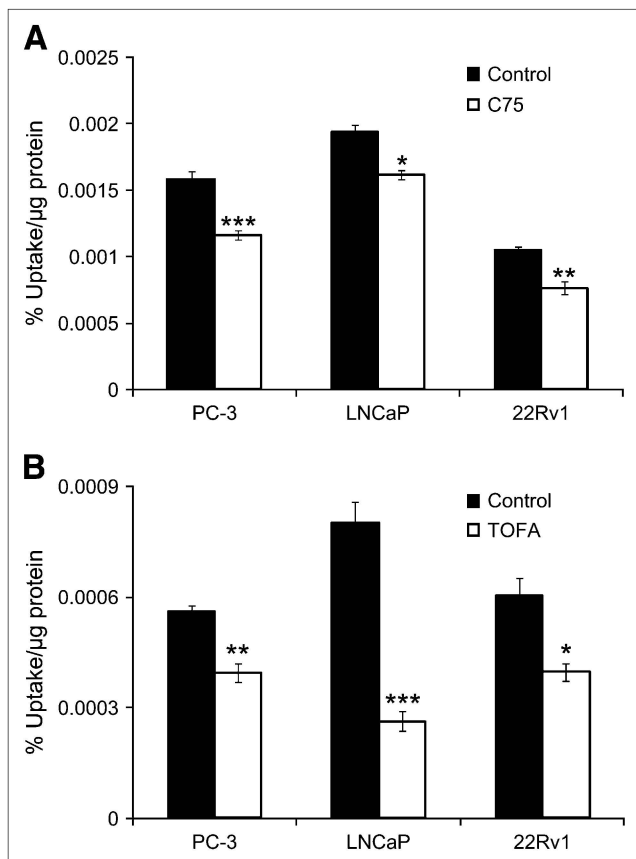 A
0.0025
Control
C75
0.002
*
0.0015
***
0.001
**
0.0005
0
% Uptake/µg protein
PC-3 LNCaP 22Rv1
B
0.0009
Control
TOFA
0.0006
**
*
***
0.0003
0
% Uptake/µg protein
PC-3 LNCaP 22Rv1